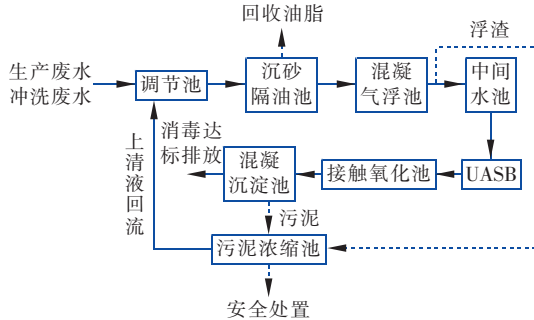 回收油脂
浮渣
生产废水
冲洗废水
调节池
沉砂
隔油池
混凝
气浮池
中间
水池
上清液回流
消毒达
标排放
混凝
沉淀池
接触氧化池
UASB
污泥
污泥浓缩池
安全处置